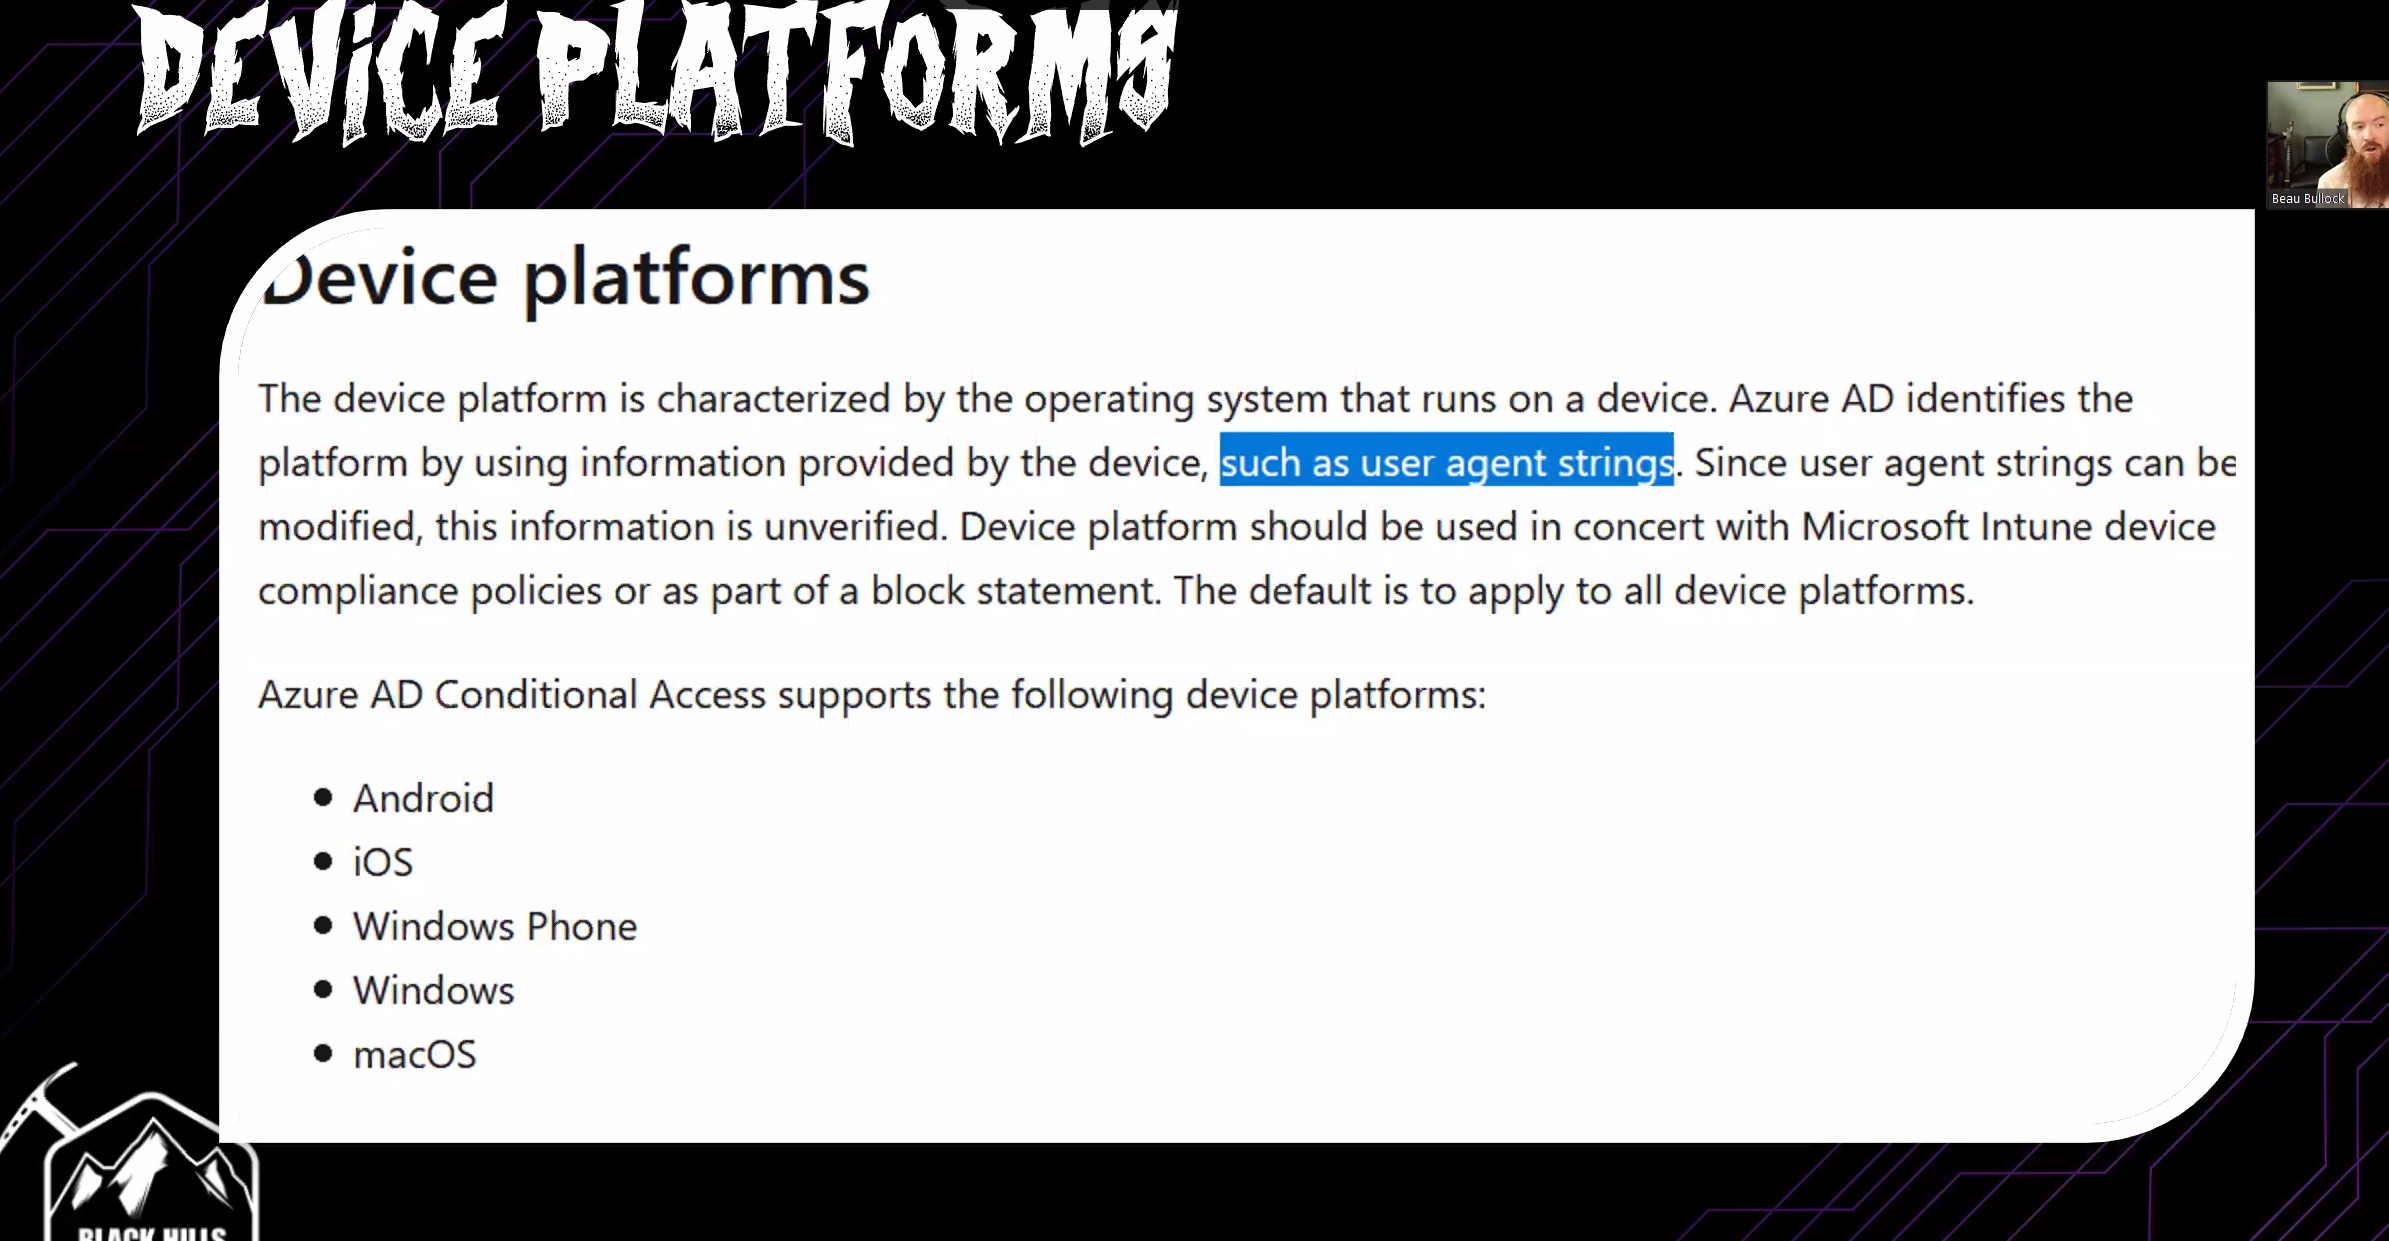 DEViCE PLATFORMS
Beau Bullock
Device platforms
The device platform is characterized by the operating system that runs on a device. Azure AD identifies the
platform by using information provided by the device, such as user agent strings. Since user agent strings can be
modified, this information is unverified. Device platform should be used in concert with Microsoft Intune device
compliance policies or as part of a block statement. The default is to apply to all device platforms.
Azure AD Conditional Access supports the following device platforms:
• Android
• iOS
• Windows Phone
• Windows
• macOS
BLACK HILLS